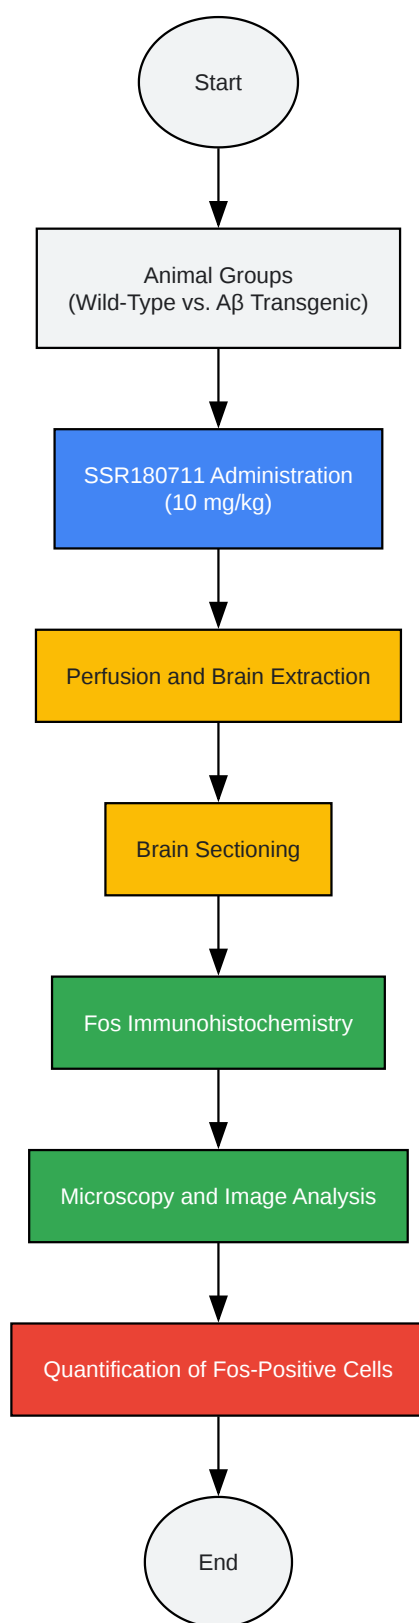 Start
Animal Groups
(Wild-Type vs. Aβ Transgenic)
SSR180711 Administration
(10 mg/kg)
Perfusion and Brain Extraction
Brain Sectioning
Fos Immunohistochemistry
Microscopy and Image Analysis
Quantification of Fos-Positive Cells
End